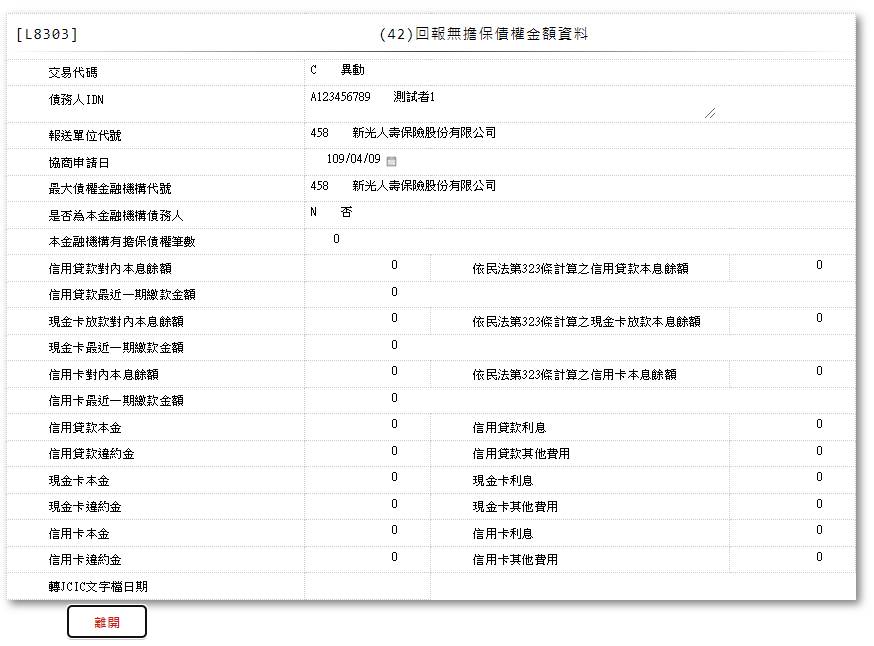 [L8303] (42)回報無擔保債權金額資料
交易代碼 C 異動
債務人IDN A123456789 測試者1
報送單位代號 458 新光人壽保險股份有限公司
協商申請日 109/04/09
最大債權金融機構代號 458 新光人壽保險股份有限公司
是否為本金融機構債務人 N 否
本金融機構有擔保債權筆數 0
信用貸款對內本息餘額 0 依民法第323條計算之信用貸款本息餘額 0
信用貸款最近一期繳款金額 0
現金卡放款對內本息餘額 0 依民法第323條計算之現金卡放款本息餘額 0
現金卡最近一期繳款金額 0
信用卡對內本息餘額 0 依民法第323條計算之信用卡本息餘額 0
信用卡最近一期繳款金額 0
信用貸款本金 0 信用貸款利息 0
信用貸款違約金 0 信用貸款其他費用 0
現金卡本金 0 現金卡利息 0
現金卡違約金 0 現金卡其他費用 0
信用卡本金 0 信用卡利息 0
信用卡違約金 0 信用卡其他費用 0
轉JCIC文字檔日期
離開